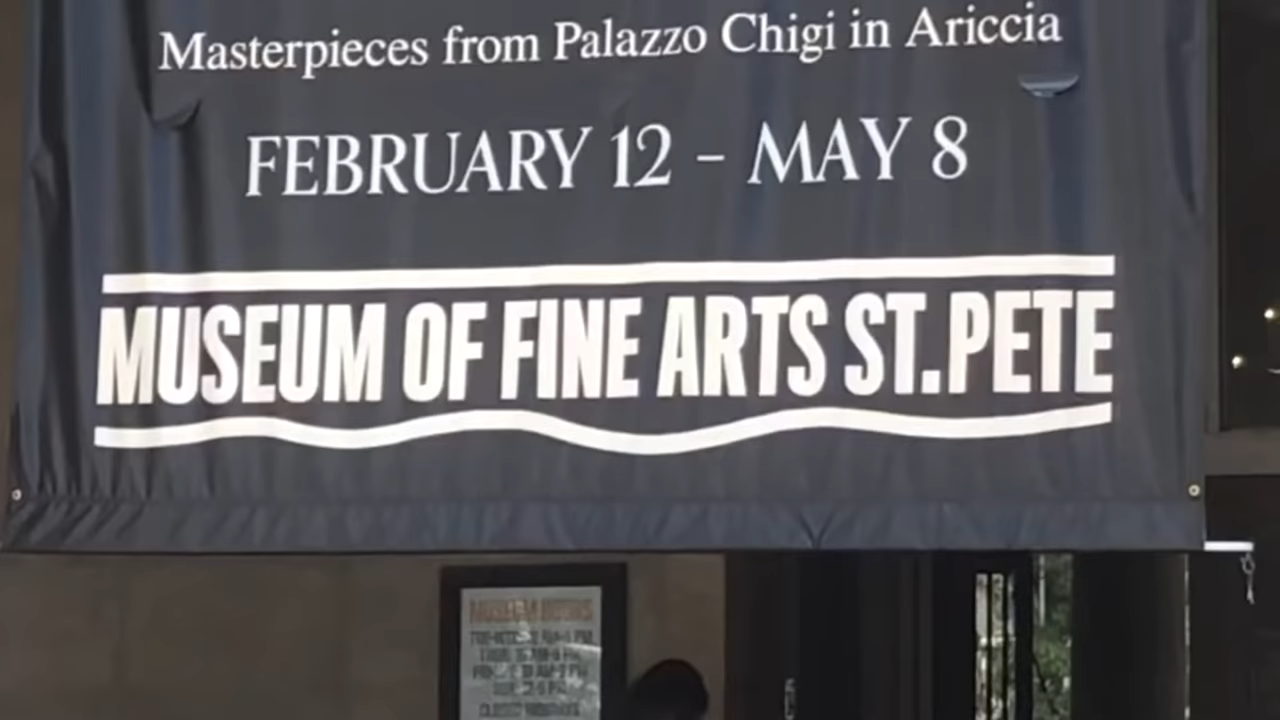 Masterpieces from Palazzo Chigi in Ariccia
FEBRUARY 12 – MAY 8
MUSEUM OF FINE ARTS ST.PETE
MUSEUM HOURS